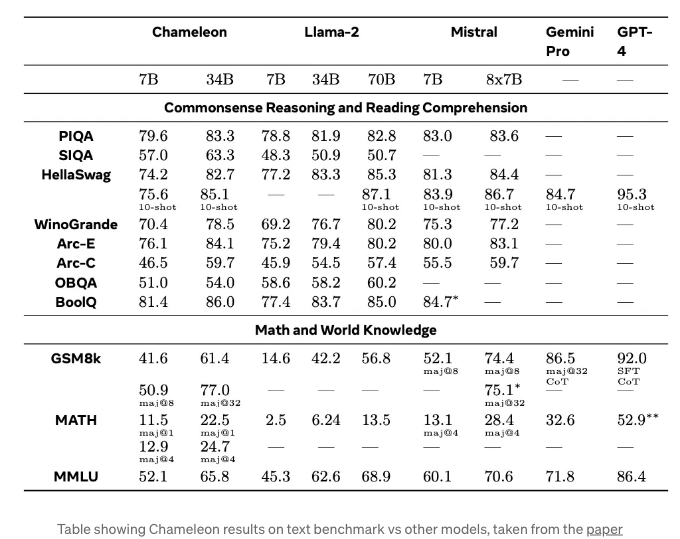 Chameleon Llama-2 Mistral Gemini Pro GPT-4
7B 34B 7B 34B 70B 7B 8x7B — —
Commonsense Reasoning and Reading Comprehension
PIQA 79.6 83.3 78.8 81.9 82.8 83.0 83.6 — —
SIQA 57.0 63.3 48.3 50.9 50.7 — — — —
HellaSwag 74.2 82.7 77.2 83.3 85.3 81.3 84.4 — —
75.6 85.1 — — 87.1 83.9 86.7 84.7 95.3
10-shot 10-shot 10-shot 10-shot 10-shot 10-shot 10-shot
WinoGrande 70.4 78.5 69.2 76.7 80.2 75.3 77.2 — —
Arc-E 76.1 84.1 75.2 79.4 80.2 80.0 83.1 — —
Arc-C 46.5 59.7 45.9 54.5 57.4 55.5 59.7 — —
OBQA 51.0 54.0 58.6 58.2 60.2 — — — —
BoolQ 81.4 86.0 77.4 83.7 85.0 84.7* — — —
Math and World Knowledge
GSM8k 41.6 61.4 14.6 42.2 56.8 52.1 74.4 86.5 92.0
maj@8 maj@8 maj@32 SFT
CoT CoT
50.9 77.0 — — — — 75.1* — —
maj@8 maj@32 maj@32
MATH 11.5 22.5 2.5 6.24 13.5 13.1 28.4 32.6 52.9**
maj@1 maj@1 maj@4 maj@4
12.9 24.7 — — — — — — —
maj@4 maj@4
MMLU 52.1 65.8 45.3 62.6 68.9 60.1 70.6 71.8 86.4
Table showing Chameleon results on text benchmark vs other models, taken from the paper